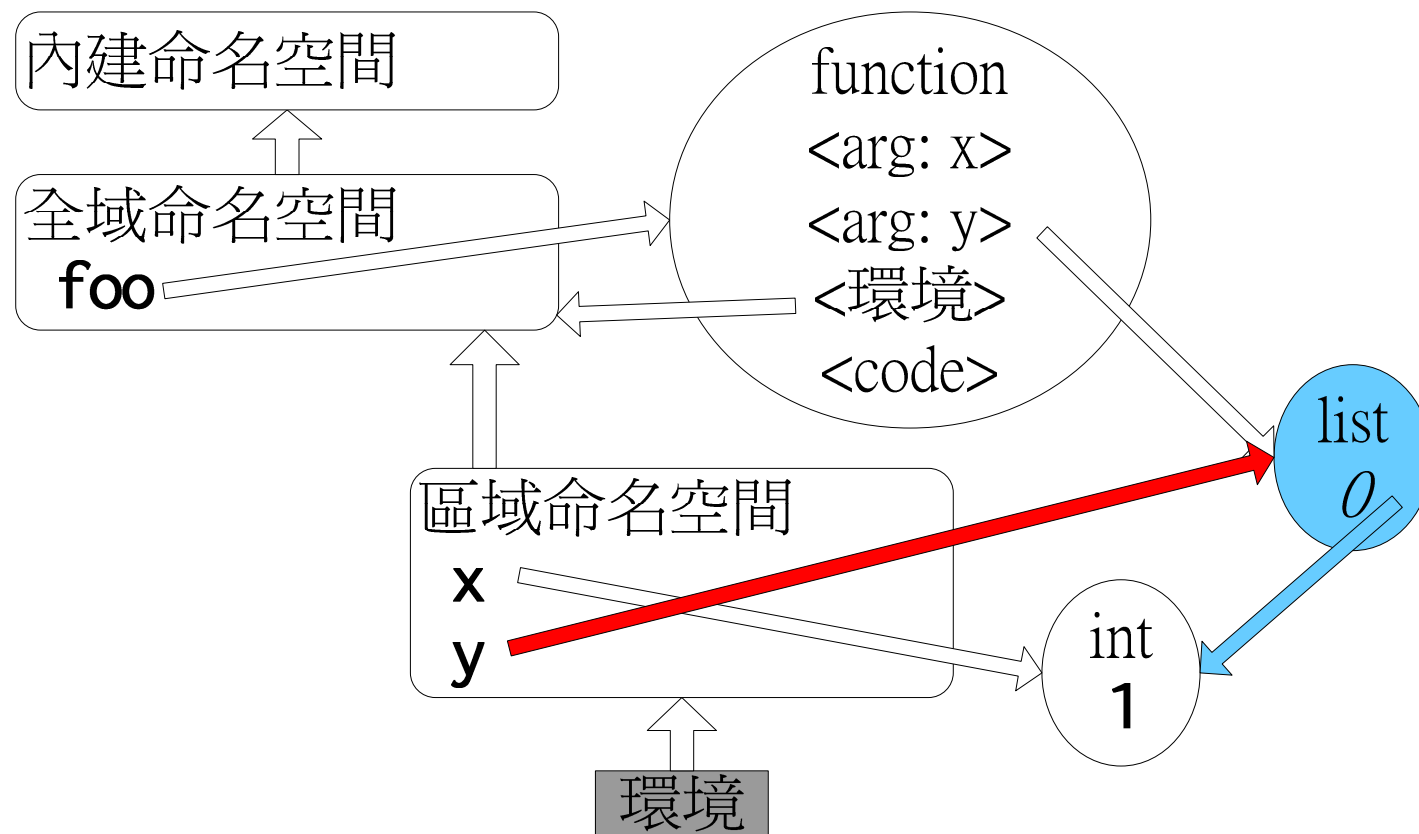 內建命名空間
全域命名空間
foo
function
<arg: x>
<arg: y>
<環境>
<code>
list
0
區域命名空間
x
y
int
1
環境